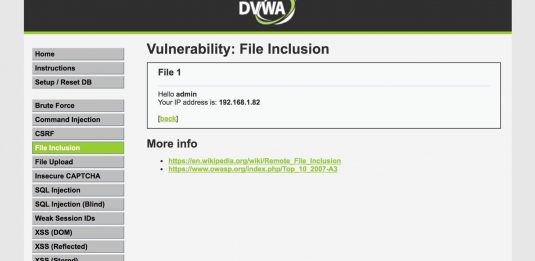 DVWA
Home
Instructions
Setup / Reset DB
Brute Force
Command Injection
CSRF
File Inclusion
File Upload
Insecure CAPTCHA
SQL Injection
SQL Injection (Blind)
Weak Session IDs
XSS (DOM)
XSS (Reflected)
XSS (Stored)
Vulnerability: File Inclusion
File 1
Hello admin
Your IP address is: 192.168.1.82
[back]
More info
https://en.wikipedia.org/wiki/Remote_File_Inclusion
https://www.owasp.org/index.php/Top_10_2007-A3